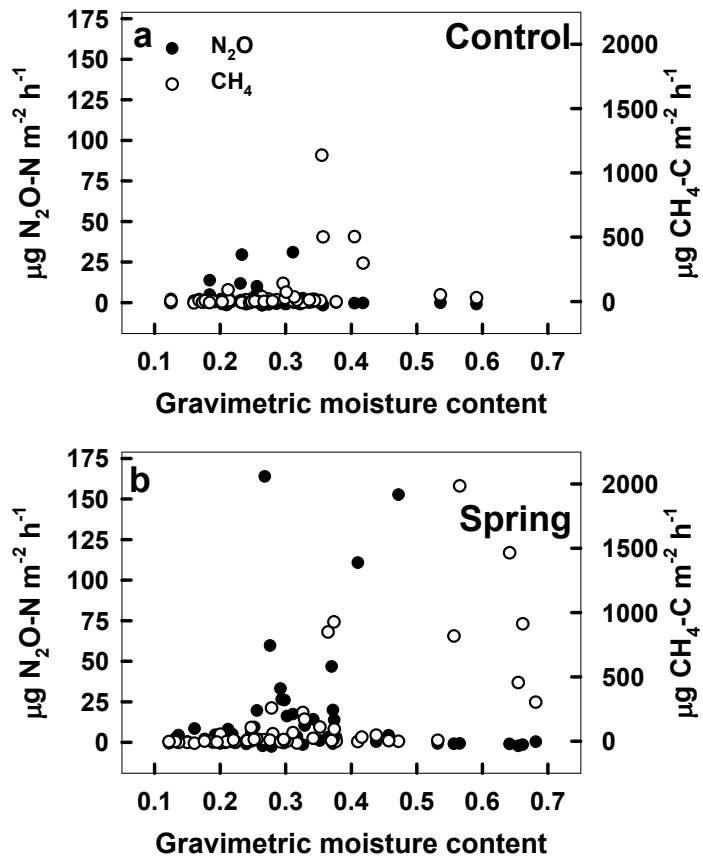 a
Control
N₂O
CH₄
175
150
125
100
75
50
25
0
µg N₂O-N m⁻² h⁻¹
2000
1500
1000
500
0
µg CH₄-C m⁻² h⁻¹
0.1 0.2 0.3 0.4 0.5 0.6 0.7
Gravimetric moisture content
b
Spring
175
150
125
100
75
50
25
0
µg N₂O-N m⁻² h⁻¹
2000
1500
1000
500
0
µg CH₄-C m⁻² h⁻¹
0.1 0.2 0.3 0.4 0.5 0.6 0.7
Gravimetric moisture content